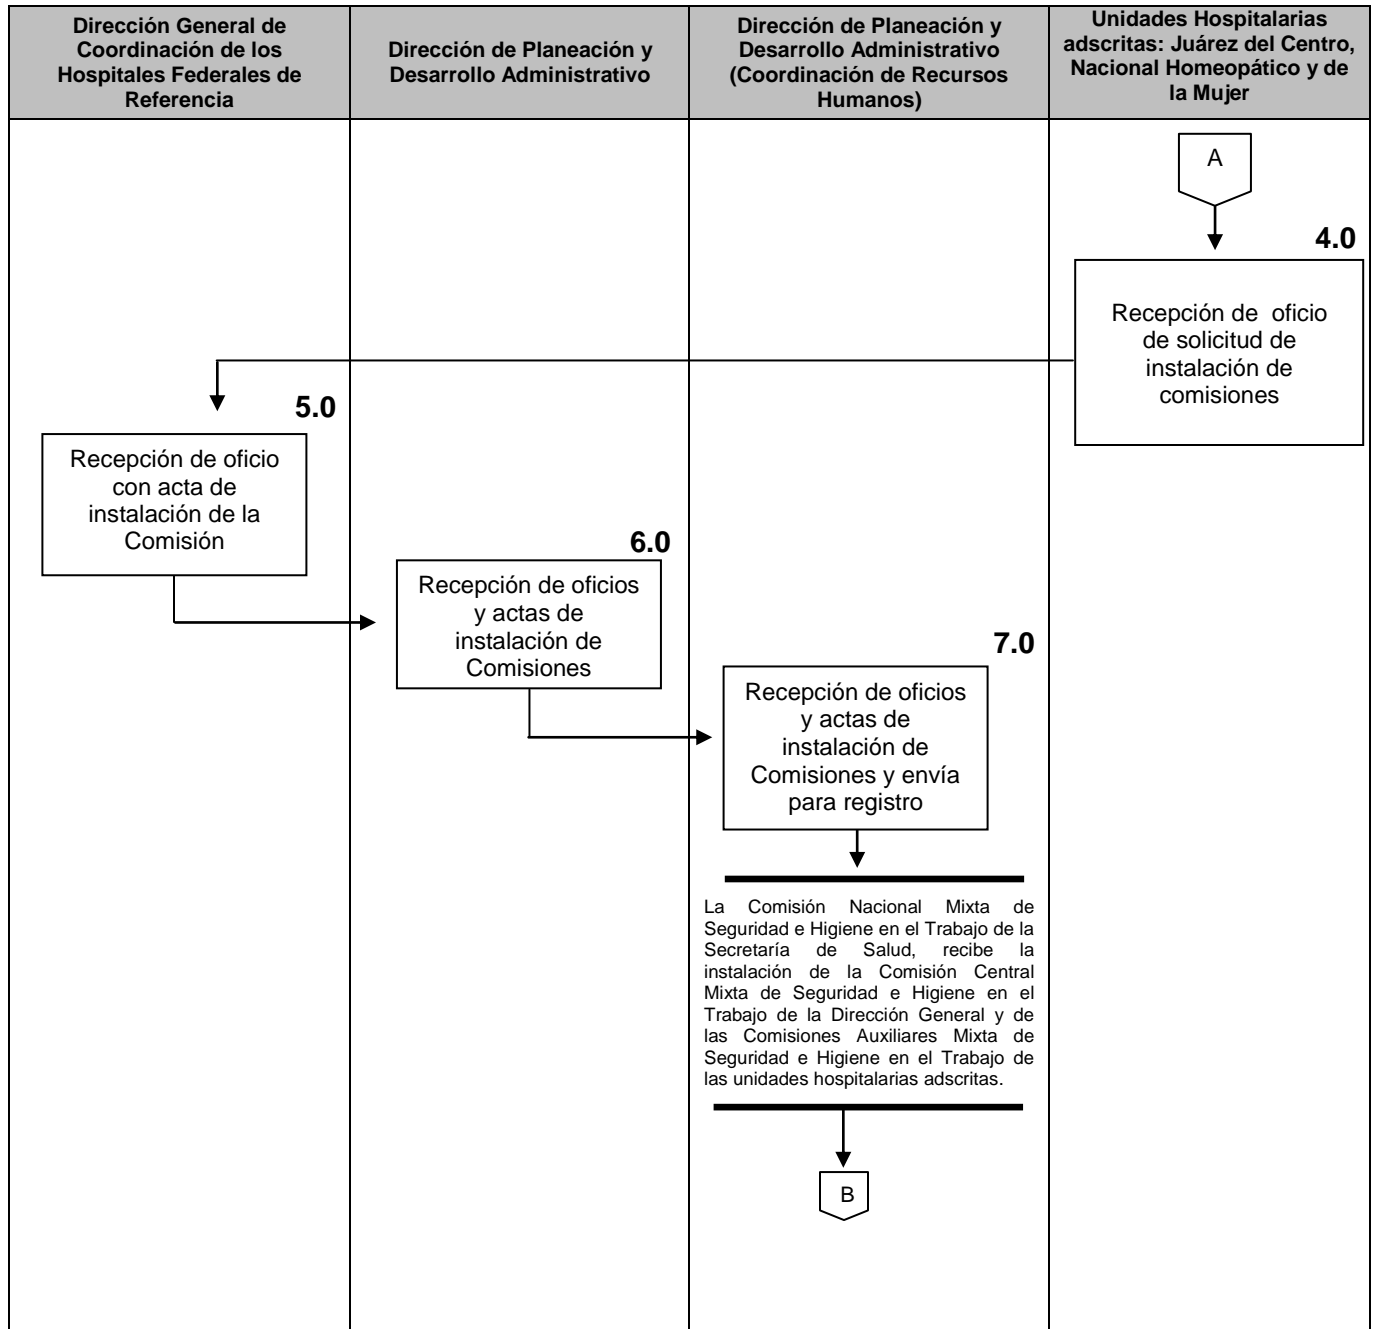 Dirección General de
Coordinación de los
Hospitales Federales de
Referencia
Dirección de Planeación y
Desarrollo Administrativo
Dirección de Planeación y
Desarrollo Administrativo
(Coordinación de Recursos
Humanos)
Unidades Hospitalarias
adscritas: Juárez del Centro,
Nacional Homeopático y de
la Mujer
A
4.0
Recepción de oficio
de solicitud de
instalación de
comisiones
5.0
Recepción de oficio
con acta de
instalación de la
Comisión
6.0
Recepción de oficios
y actas de
instalación de
Comisiones
7.0
Recepción de oficios
y actas de
instalación de
Comisiones y envía
para registro
La Comisión Nacional Mixta de
Seguridad e Higiene en el Trabajo de la
Secretaría de Salud, recibe la
instalación de la Comisión Central
Mixta de Seguridad e Higiene en el
Trabajo de la Dirección General y de
las Comisiones Auxiliares Mixta de
Seguridad e Higiene en el Trabajo de
las unidades hospitalarias adscritas.
B